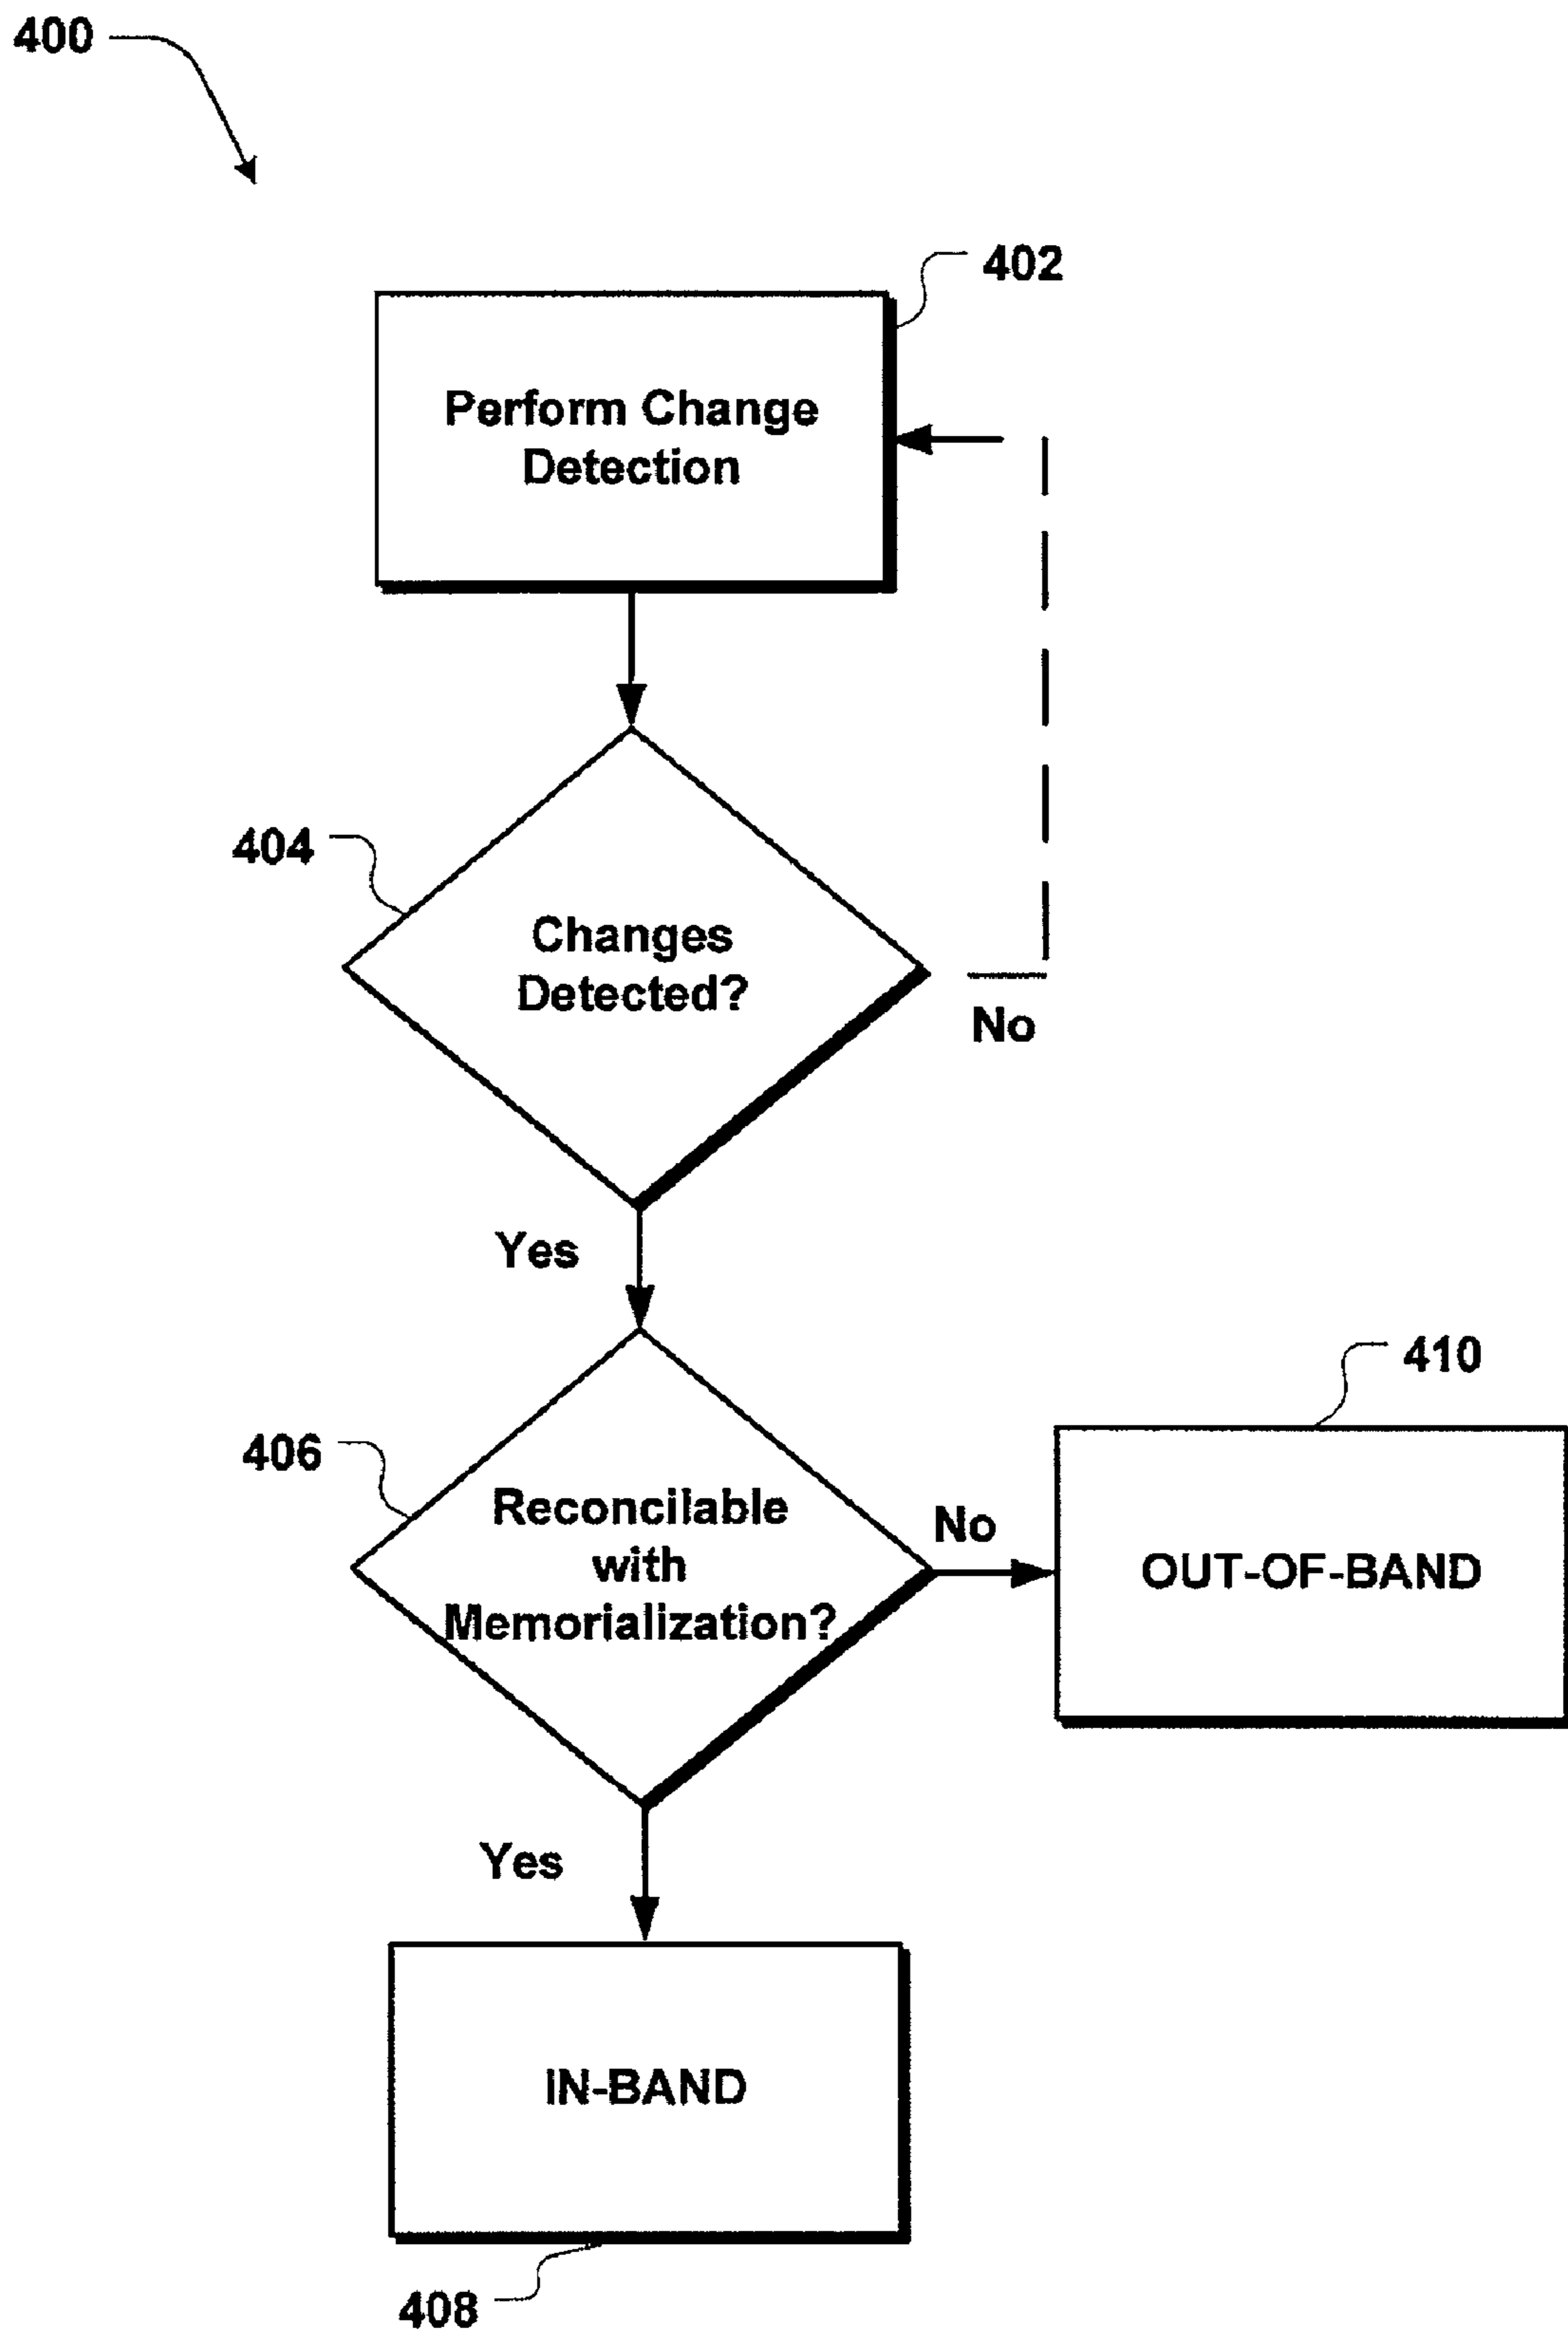 400
402
Perform Change
Detection
404
Changes
Detected?
No
Yes
406
Reconcilable
with
Memorialization?
No
410
OUT-OF-BAND
Yes
IN-BAND
408